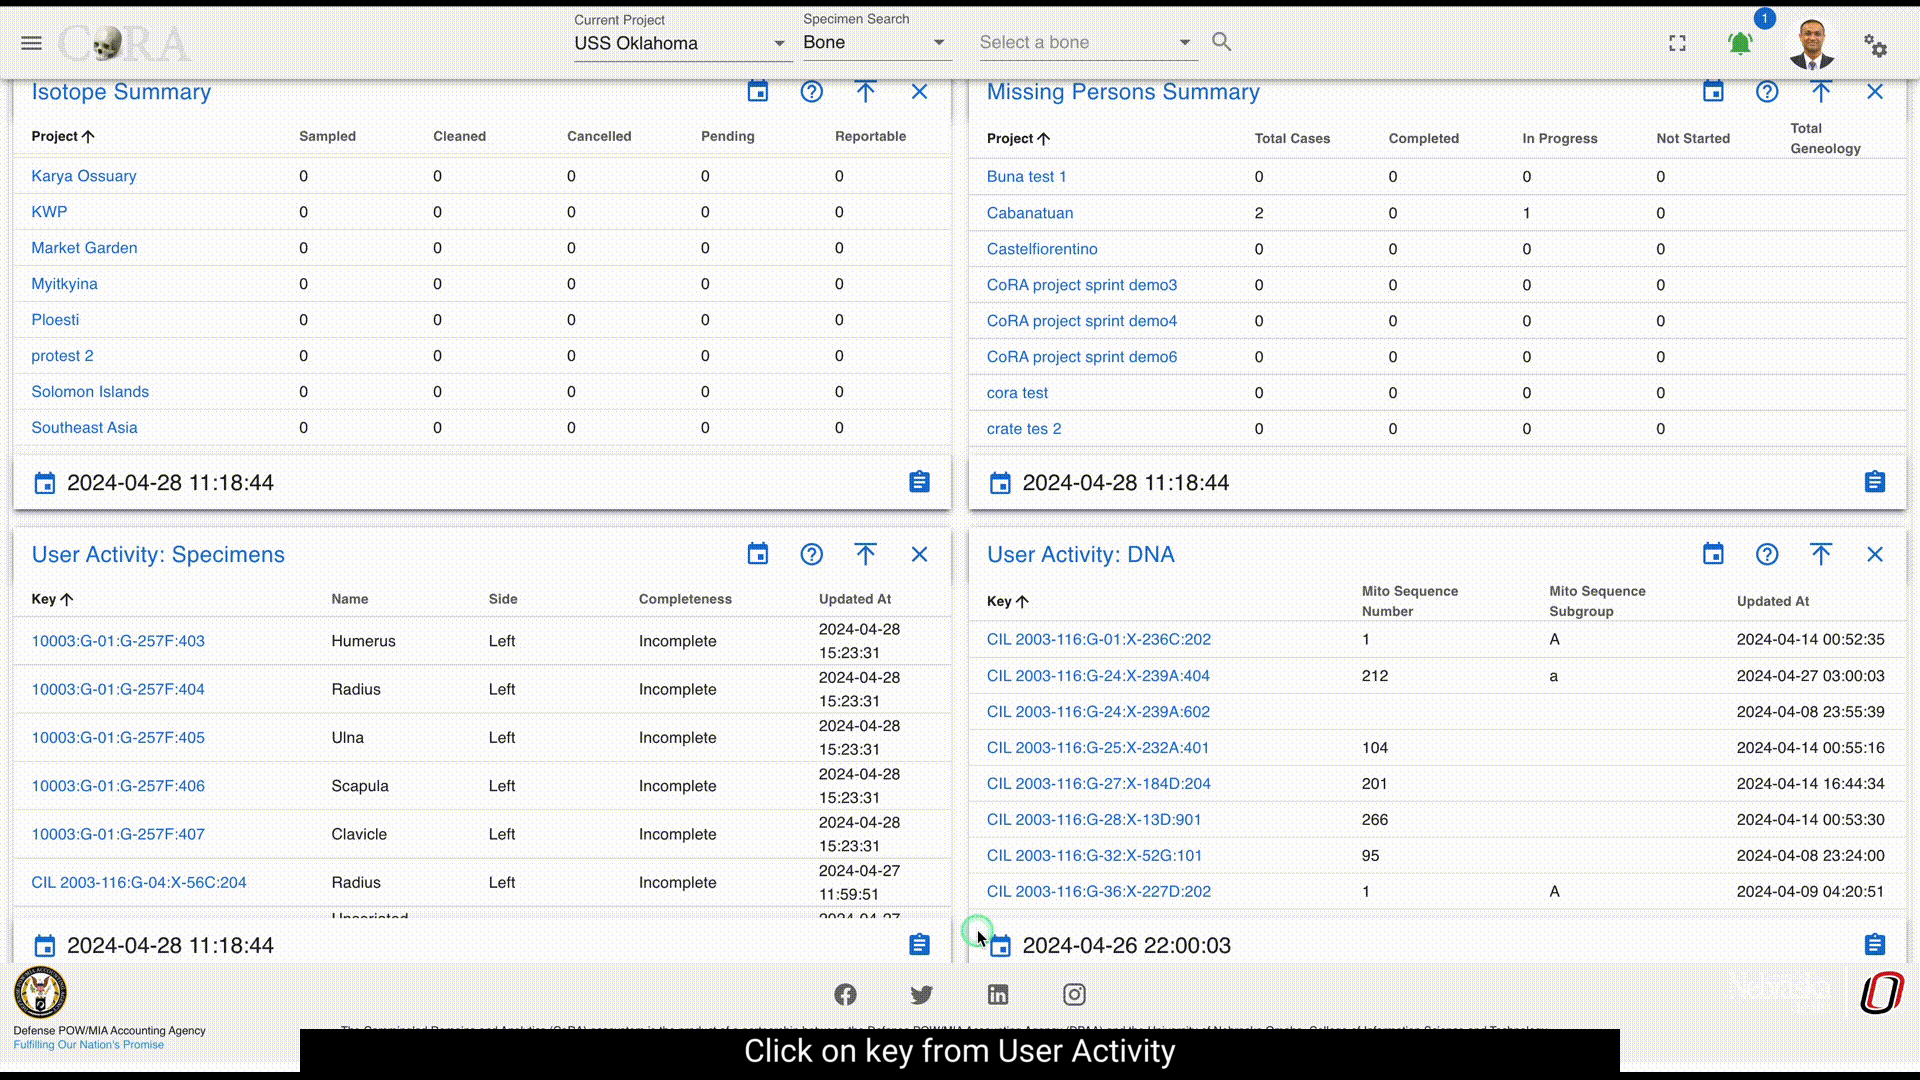 CORA
Current Project
USS Oklahoma
Specimen Search
Bone
Select a bone
1
Isotope Summary
Project Sampled Cleaned Cancelled Pending Reportable
Karya Ossuary 0 0 0 0 0
KWP 0 0 0 0 0
Market Garden 0 0 0 0 0
Myitkyina 0 0 0 0 0
Ploesti 0 0 0 0 0
protest 2 0 0 0 0 0
Solomon Islands 0 0 0 0 0
Southeast Asia 0 0 0 0 0
2024-04-28 11:18:44
Missing Persons Summary
Project Total Cases Completed In Progress Not Started Total Geneology
Buna test 1 0 0 0 0
Cabanatuan 2 0 1 0
Castelfiorentino 0 0 0 0
CoRA project sprint demo3 0 0 0 0
CoRA project sprint demo4 0 0 0 0
CoRA project sprint demo6 0 0 0 0
cora test 0 0 0 0
crate tes 2 0 0 0 0
2024-04-28 11:18:44
User Activity: Specimens
Key Name Side Completeness Updated At
10003:G-01:G-257F:403 Humerus Left Incomplete 2024-04-28 15:23:31
10003:G-01:G-257F:404 Radius Left Incomplete 2024-04-28 15:23:31
10003:G-01:G-257F:405 Ulna Left Incomplete 2024-04-28 15:23:31
10003:G-01:G-257F:406 Scapula Left Incomplete 2024-04-28 15:23:31
10003:G-01:G-257F:407 Clavicle Left Incomplete 2024-04-28 15:23:31
CIL 2003-116:G-04:X-56C:204 Radius Left Incomplete 2024-04-27 11:59:51
2024-04-28 11:18:44
User Activity: DNA
Key Mito Sequence Number Mito Sequence Subgroup Updated At
CIL 2003-116:G-01:X-236C:202 1 A 2024-04-14 00:52:35
CIL 2003-116:G-24:X-239A:404 212 a 2024-04-27 03:00:03
CIL 2003-116:G-24:X-239A:602 2024-04-08 23:55:39
CIL 2003-116:G-25:X-232A:401 104 2024-04-14 00:55:16
CIL 2003-116:G-27:X-184D:204 201 2024-04-14 16:44:34
CIL 2003-116:G-28:X-13D:901 266 2024-04-14 00:53:30
CIL 2003-116:G-32:X-52G:101 95 2024-04-08 23:24:00
CIL 2003-116:G-36:X-227D:202 1 A 2024-04-09 04:20:51
2024-04-26 22:00:03
Defense POW/MIA Accounting Agency
Fulfilling Our Nation's Promise
Nebraska
O
Click on key from User Activity